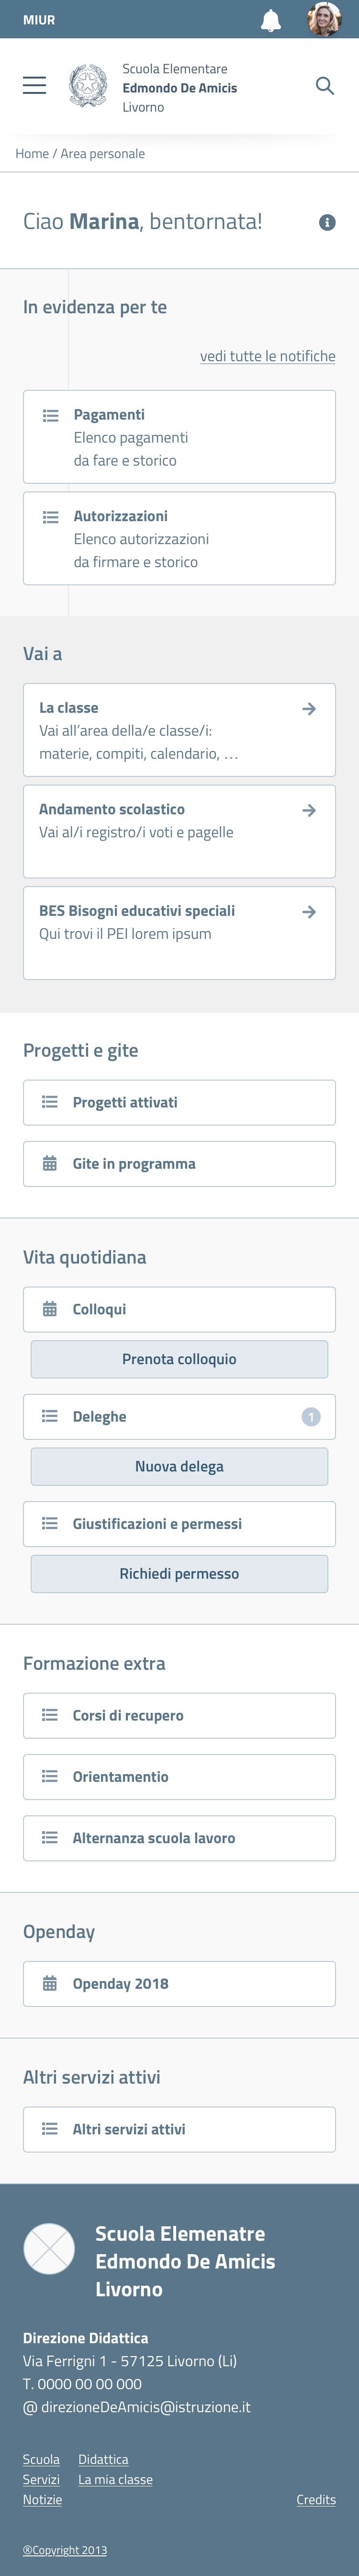 MIUR
Scuola Elementare
Edmondo De Amicis
Livorno
Home / Area personale
Ciao Marina, bentornata!
In evidenza per te
vedi tutte le notifiche
Pagamenti
Elenco pagamenti
da fare e storico
Autorizzazioni
Elenco autorizzazioni
da firmare e storico
Vai a
La classe
Vai all’area della/e classe/i:
materie, compiti, calendario, ...
Andamento scolastico
Vai al/i registro/i voti e pagelle
BES Bisogni educativi speciali
Qui trovi il PEI lorem ipsum
Progetti e gite
Progetti attivati
Gite in programma
Vita quotidiana
Colloqui
Prenota colloquio
Deleghe 1
Nuova delega
Giustificazioni e permessi
Richiedi permesso
Formazione extra
Corsi di recupero
Orientamentio
Alternanza scuola lavoro
Openday
Openday 2018
Altri servizi attivi
Altri servizi attivi
Scuola Elemenatre
Edmondo De Amicis
Livorno
Direzione Didattica
Via Ferrigni 1 - 57125 Livorno (Li)
T. 0000 00 00 000
@ direzioneDeAmicis@istruzione.it
Scuola Didattica
Servizi La mia classe
Notizie Credits
®Copyright 2013